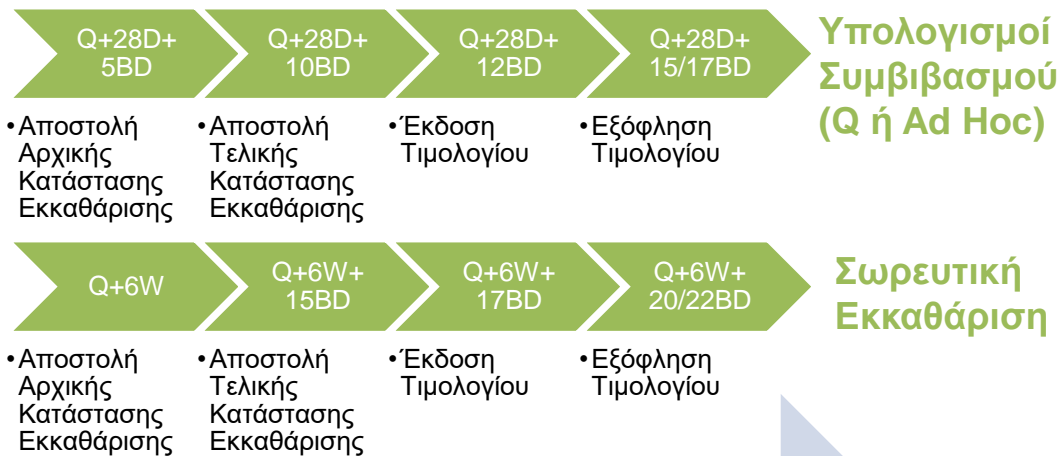 Q+28D+
5BD
Q+28D+
10BD
Q+28D+
12BD
Q+28D+
15/17BD
Υπολογισμοί
Συμβιβασμού
(Q ή Ad Hoc)
•Αποστολή
Αρχικής
Κατάστασης
Εκκαθάρισης
•Αποστολή
Τελικής
Κατάστασης
Εκκαθάρισης
•Έκδοση
Τιμολογίου
•Εξόφληση
Τιμολογίου
Q+6W
Q+6W+
15BD
Q+6W+
17BD
Q+6W+
20/22BD
Σωρευτική
Εκκαθάριση
•Αποστολή
Αρχικής
Κατάστασης
Εκκαθάρισης
•Αποστολή
Τελικής
Κατάστασης
Εκκαθάρισης
•Έκδοση
Τιμολογίου
•Εξόφληση
Τιμολογίου